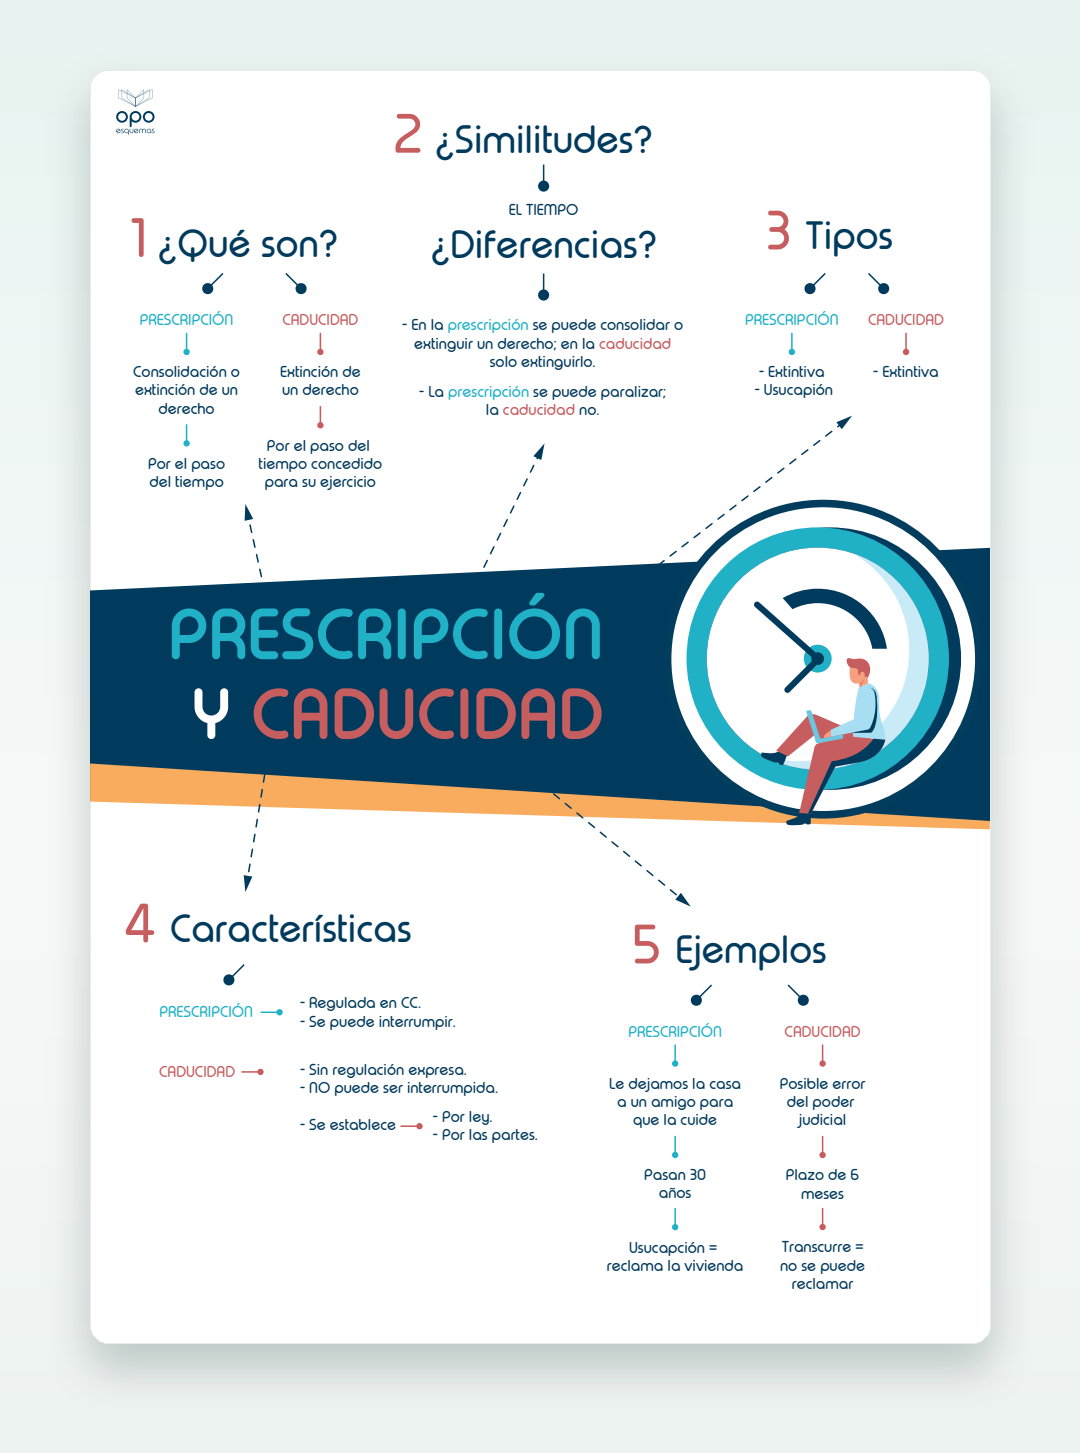 opo
esquemas
2 ¿Similitudes?
EL TIEMPO
¿Diferencias?
- En la prescripción se puede consolidar o
extinguir un derecho; en la caducidad
solo extinguirlo.
- La prescripción se puede paralizar;
la caducidad no.
1 ¿Qué son?
PRESCRIPCIÓN
Consolidación o
extinción de un
derecho
Por el paso
del tiempo
CADUCIDAD
Extinción de
un derecho
Por el paso del
tiempo concedido
para su ejercicio
3 Tipos
PRESCRIPCIÓN
- Extintiva
- Usucapión
CADUCIDAD
- Extintiva
PRESCRIPCIÓN
Y CADUCIDAD
4 Características
PRESCRIPCIÓN
- Regulada en CC.
- Se puede interrumpir.
CADUCIDAD
- Sin regulación expresa.
- NO puede ser interrumpida.
- Se establece
- Por ley.
- Por las partes.
5 Ejemplos
PRESCRIPCIÓN
Le dejamos la casa
a un amigo para
que la cuide
Pasan 30
años
Usucapción =
reclama la vivienda
CADUCIDAD
Posible error
del poder
judicial
Plazo de 6
meses
Transcurre =
no se puede
reclamar